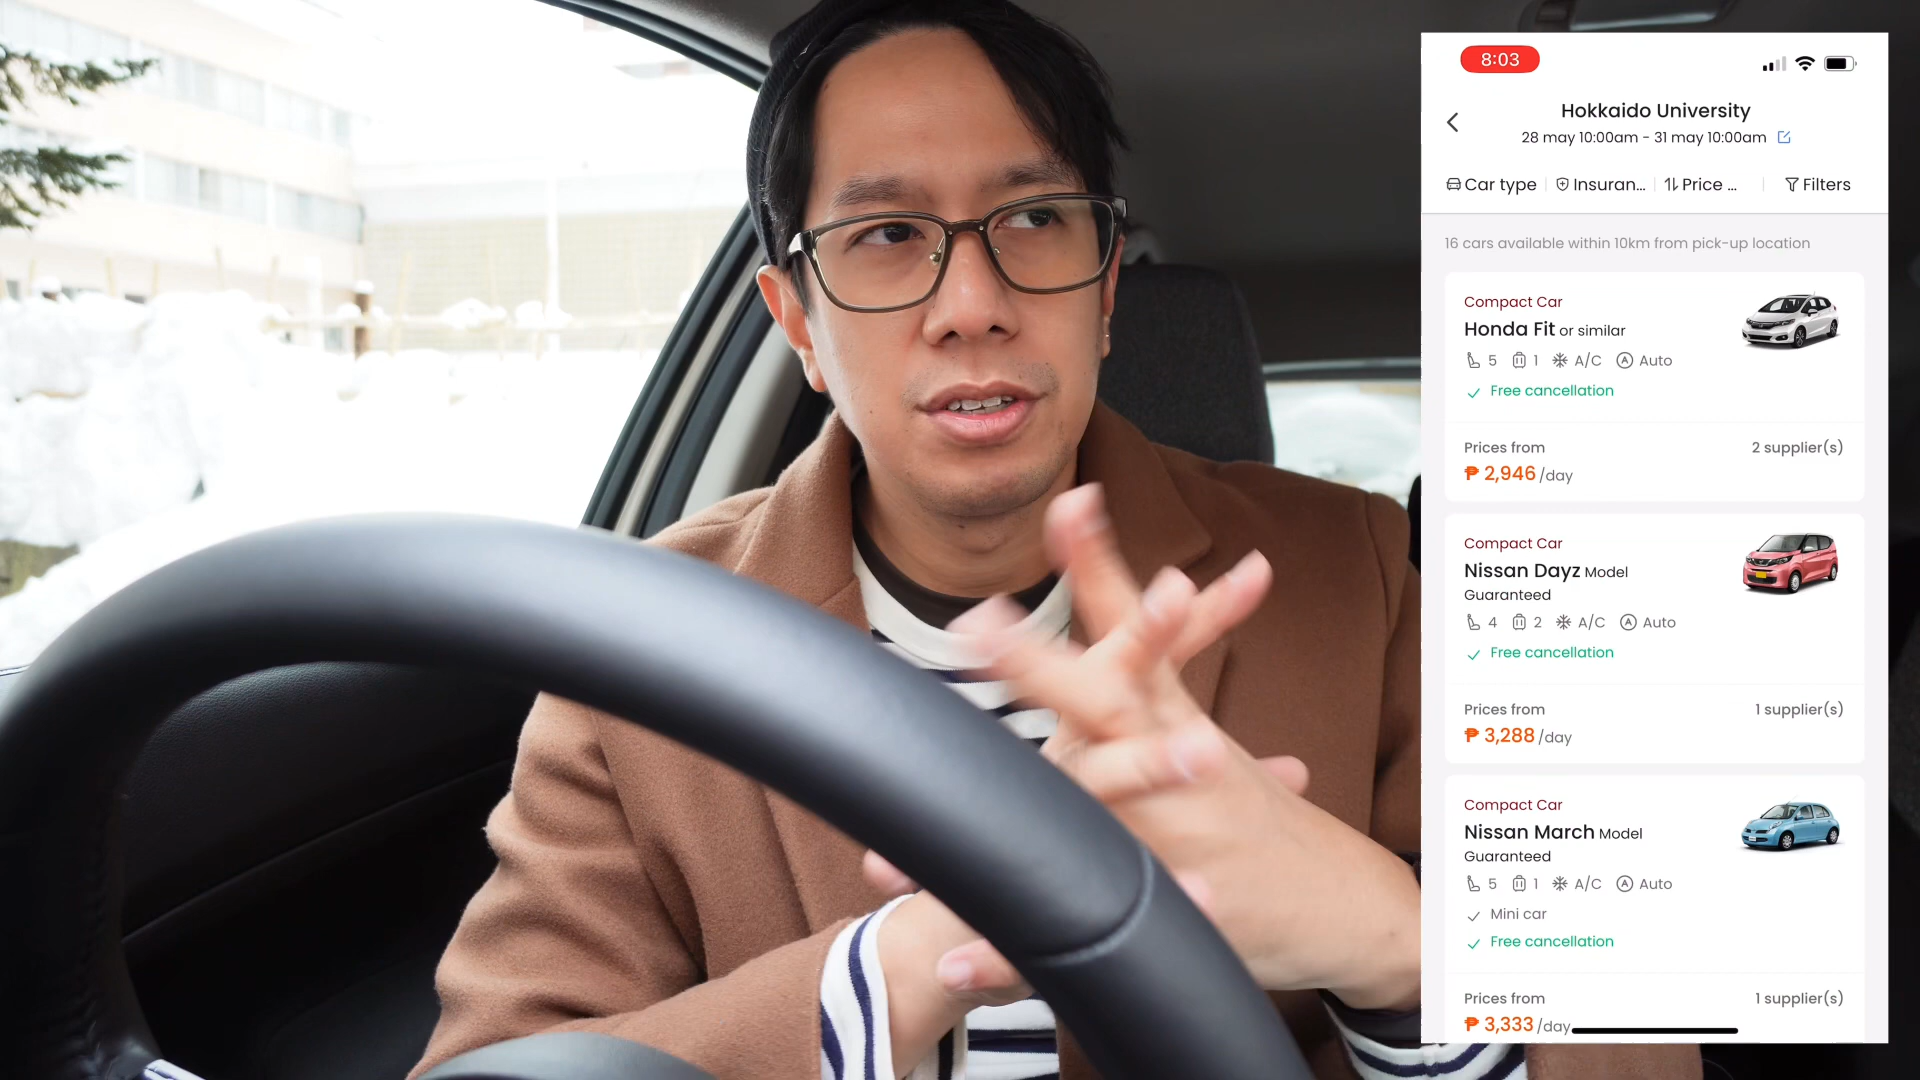 8:03
Hokkaido University
28 may 10:00am - 31 may 10:00am
Car type
Insuran...
Price ...
Filters
16 cars available within 10km from pick-up location
Compact Car
Honda Fit or similar
5 1 A/C A Auto
Free cancellation
Prices from 2 supplier(s)
₱ 2,946 /day
Compact Car
Nissan Dayz Model
Guaranteed
4 2 A/C A Auto
Free cancellation
Prices from 1 supplier(s)
₱ 3,288 /day
Compact Car
Nissan March Model
Guaranteed
5 1 A/C A Auto
Mini car
Free cancellation
Prices from 1 supplier(s)
₱ 3,333 /day